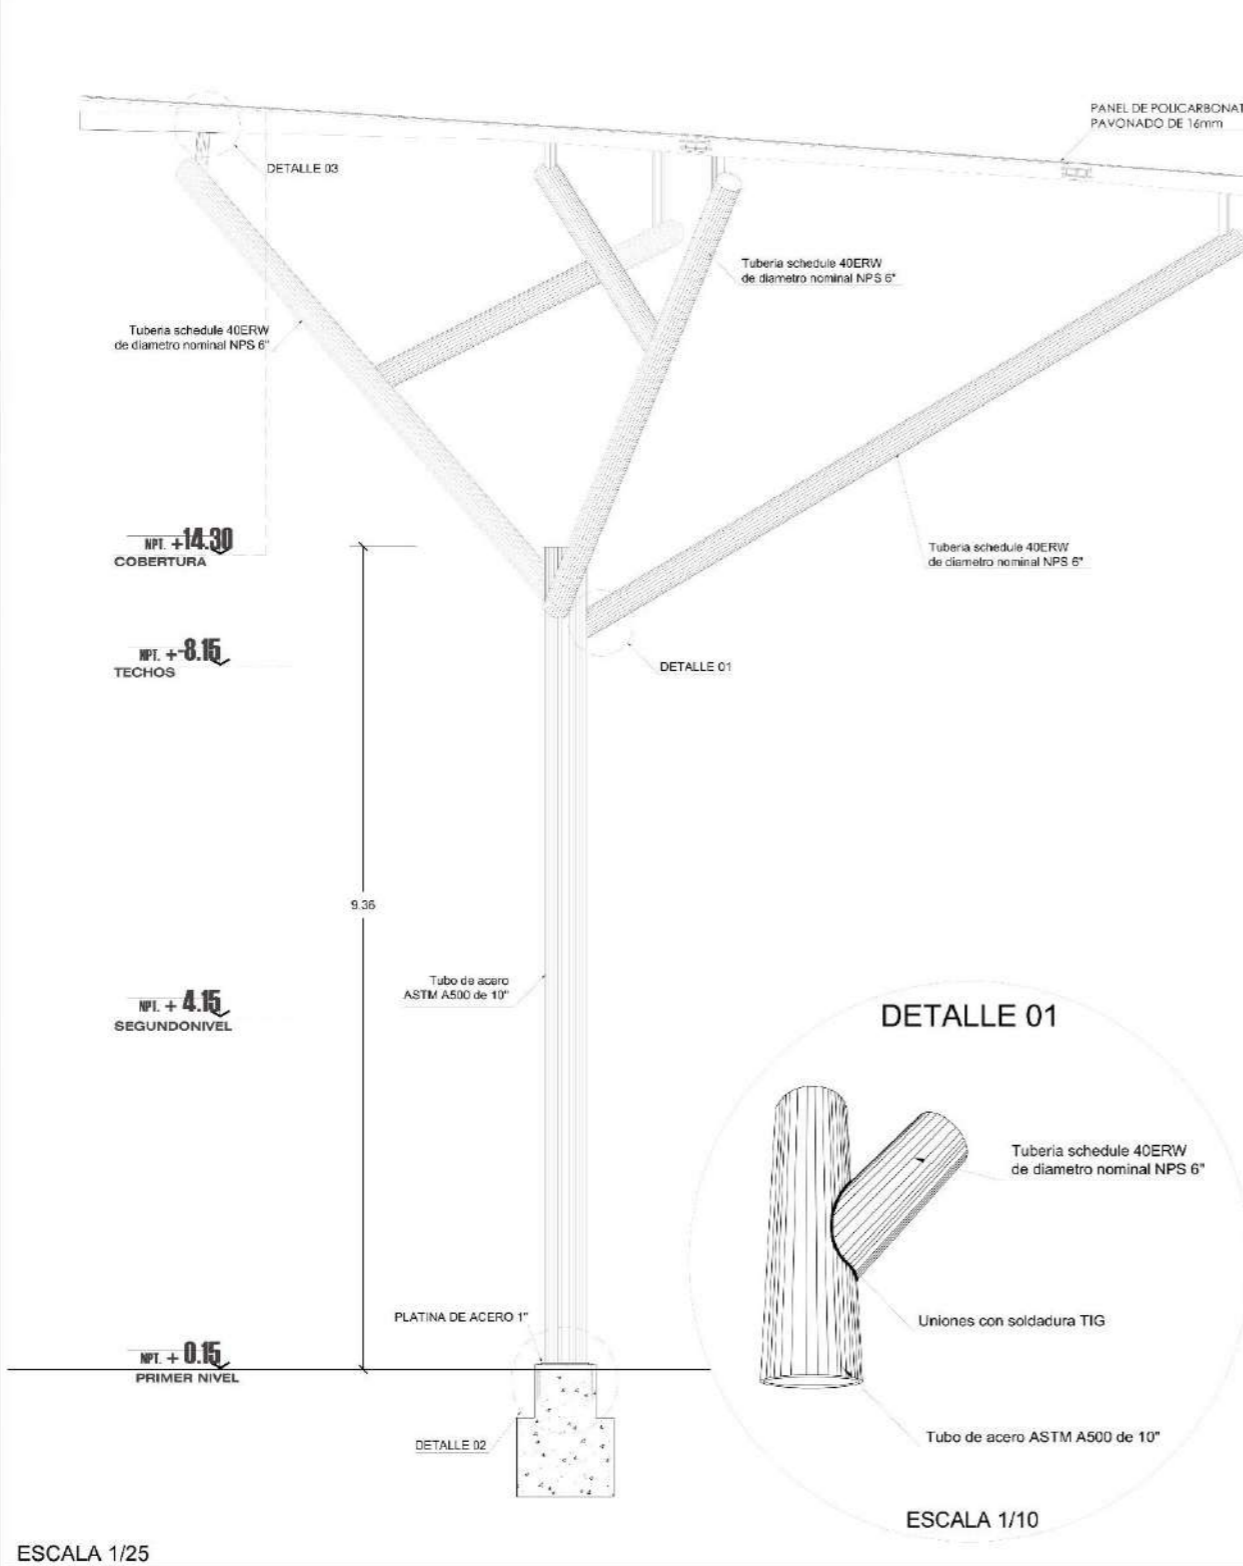 PANEL DE POLICARBONAT
PAVONADO DE 16mm
DETALLE 03
Tuberia schedule 40ERW
de diametro nominal NPS 6"
Tuberia schedule 40ERW
de diametro nominal NPS 6"
NPT. +14.30
COBERTURA
Tuberia schedule 40ERW
de diametro nominal NPS 6"
NPT. +-8.15
TECHOS
DETALLE 01
9.36
Tubo de acero
ASTM A500 de 10"
NPT. + 4.15
SEGUNDONIVEL
DETALLE 01
Tuberia schedule 40ERW
de diametro nominal NPS 6"
Uniones con soldadura TIG
PLATINA DE ACERO 1"
NPT. + 0.15
PRIMER NIVEL
DETALLE 02
Tubo de acero ASTM A500 de 10"
ESCALA 1/10
ESCALA 1/25